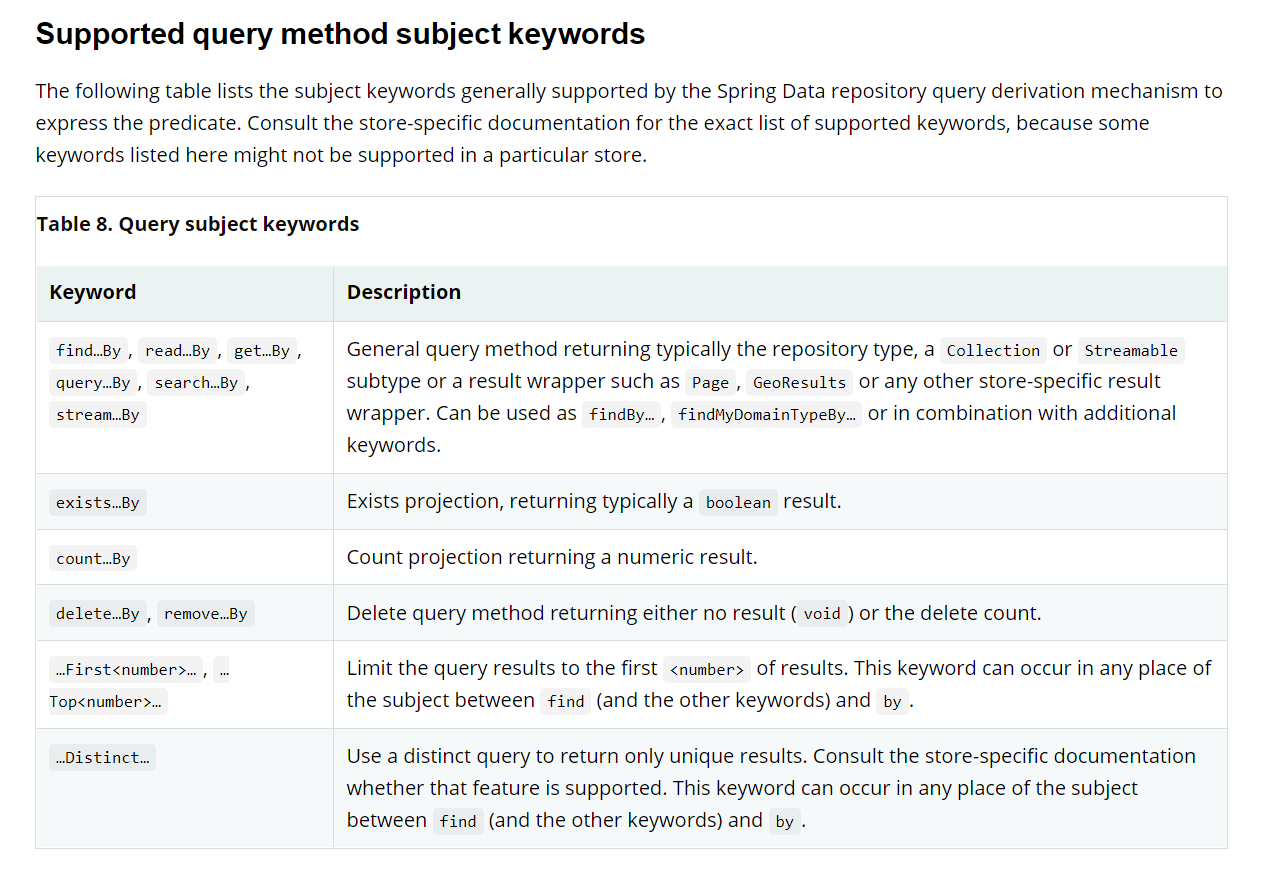 Supported query method subject keywords
The following table lists the subject keywords generally supported by the Spring Data repository query derivation mechanism to
express the predicate. Consult the store-specific documentation for the exact list of supported keywords, because some
keywords listed here might not be supported in a particular store.
Table 8. Query subject keywords
Keyword Description
find…By , read…By , get…By ,
query…By , search…By ,
stream…By
General query method returning typically the repository type, a Collection or Streamable
subtype or a result wrapper such as Page , GeoResults or any other store-specific result
wrapper. Can be used as findBy… , findMyDomainTypeBy… or in combination with additional
keywords.
exists…By Exists projection, returning typically a boolean result.
count…By Count projection returning a numeric result.
delete…By , remove…By Delete query method returning either no result ( void ) or the delete count.
…First<number>… , …
Top<number>…
Limit the query results to the first <number> of results. This keyword can occur in any place of
the subject between find (and the other keywords) and by .
…Distinct… Use a distinct query to return only unique results. Consult the store-specific documentation
whether that feature is supported. This keyword can occur in any place of the subject
between find (and the other keywords) and by .